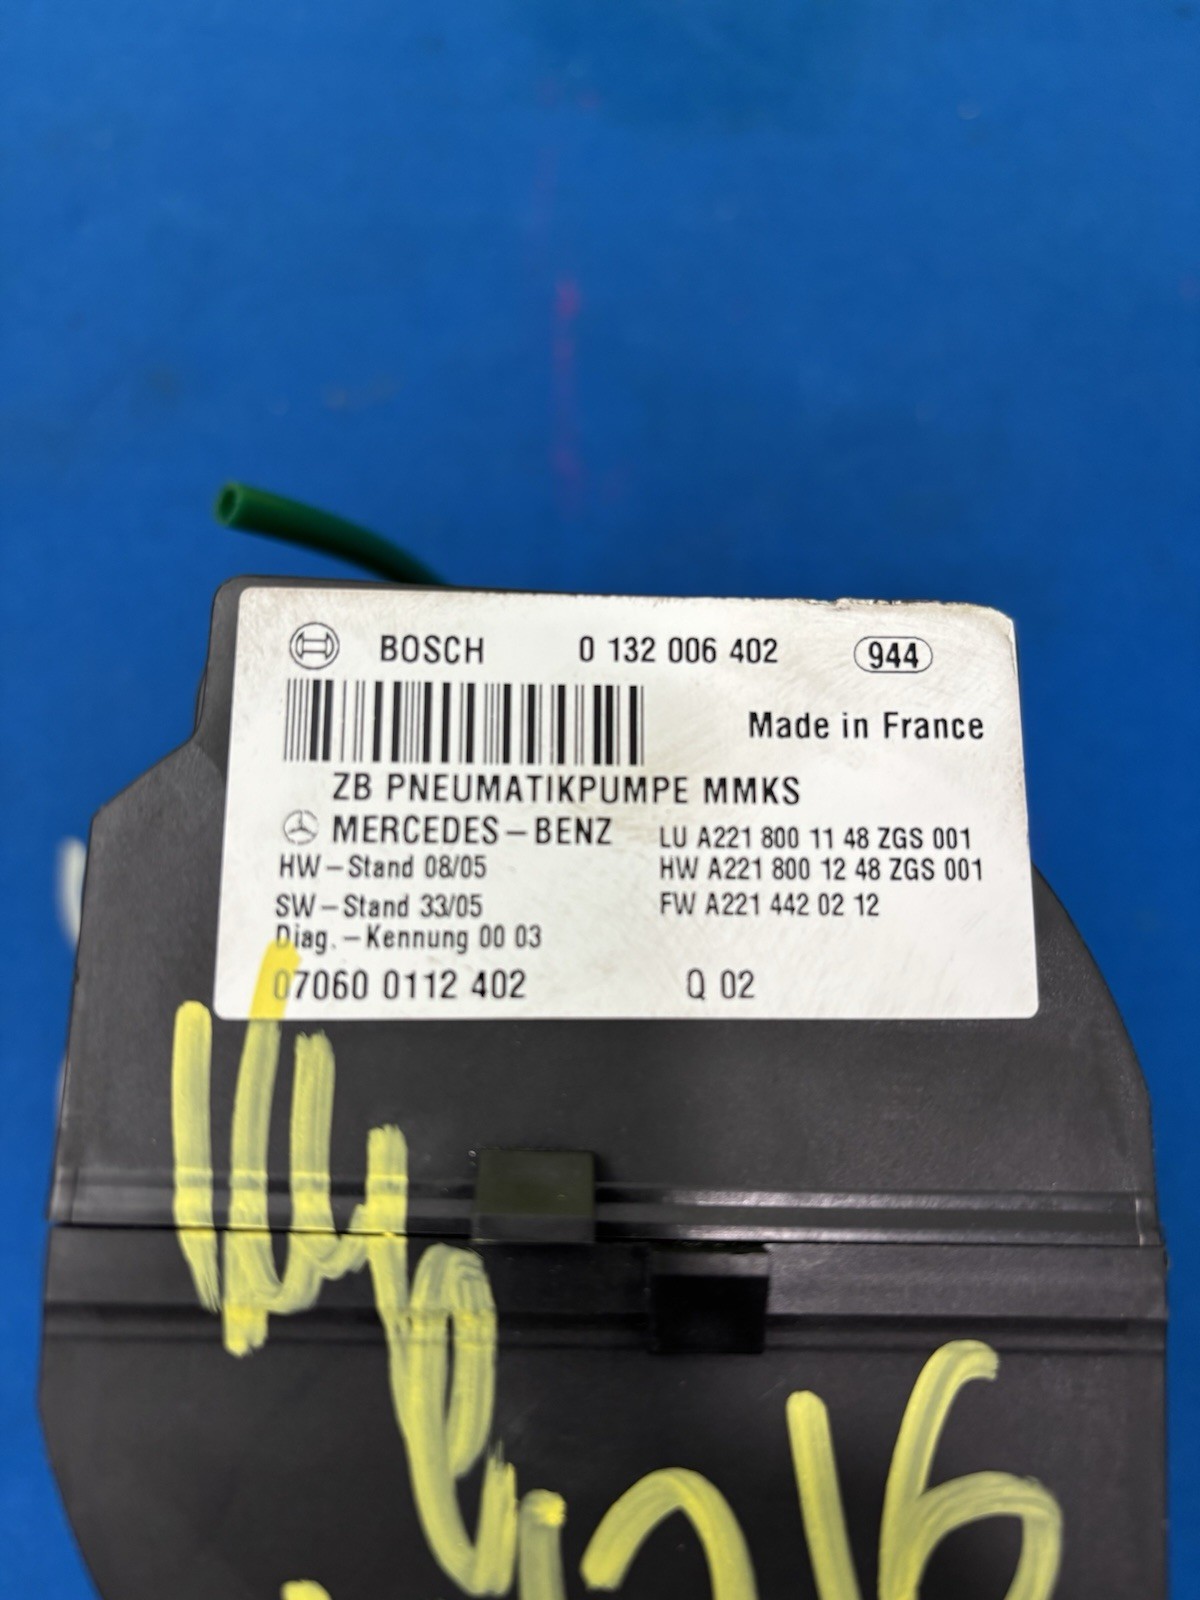 BOSCH 0 132 006 402 944
Made in France
ZB PNEUMATIKPUMPE MMKS
MERCEDES-BENZ LU A221 800 11 48 ZGS 001
HW-Stand 08/05 HW A221 800 12 48 ZGS 001
SW-Stand 33/05 FW A221 442 02 12
Diag.-Kennung 00 03
07060 0112 402 Q 02